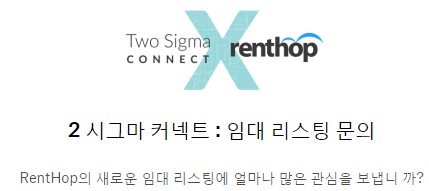 Two Sigma
CONNECT
X
renthop
2 시그마 커넥트 : 임대 리스팅 문의
RentHop의 새로운 임대 리스팅에 얼마나 많은 관심을 보냅니 까?